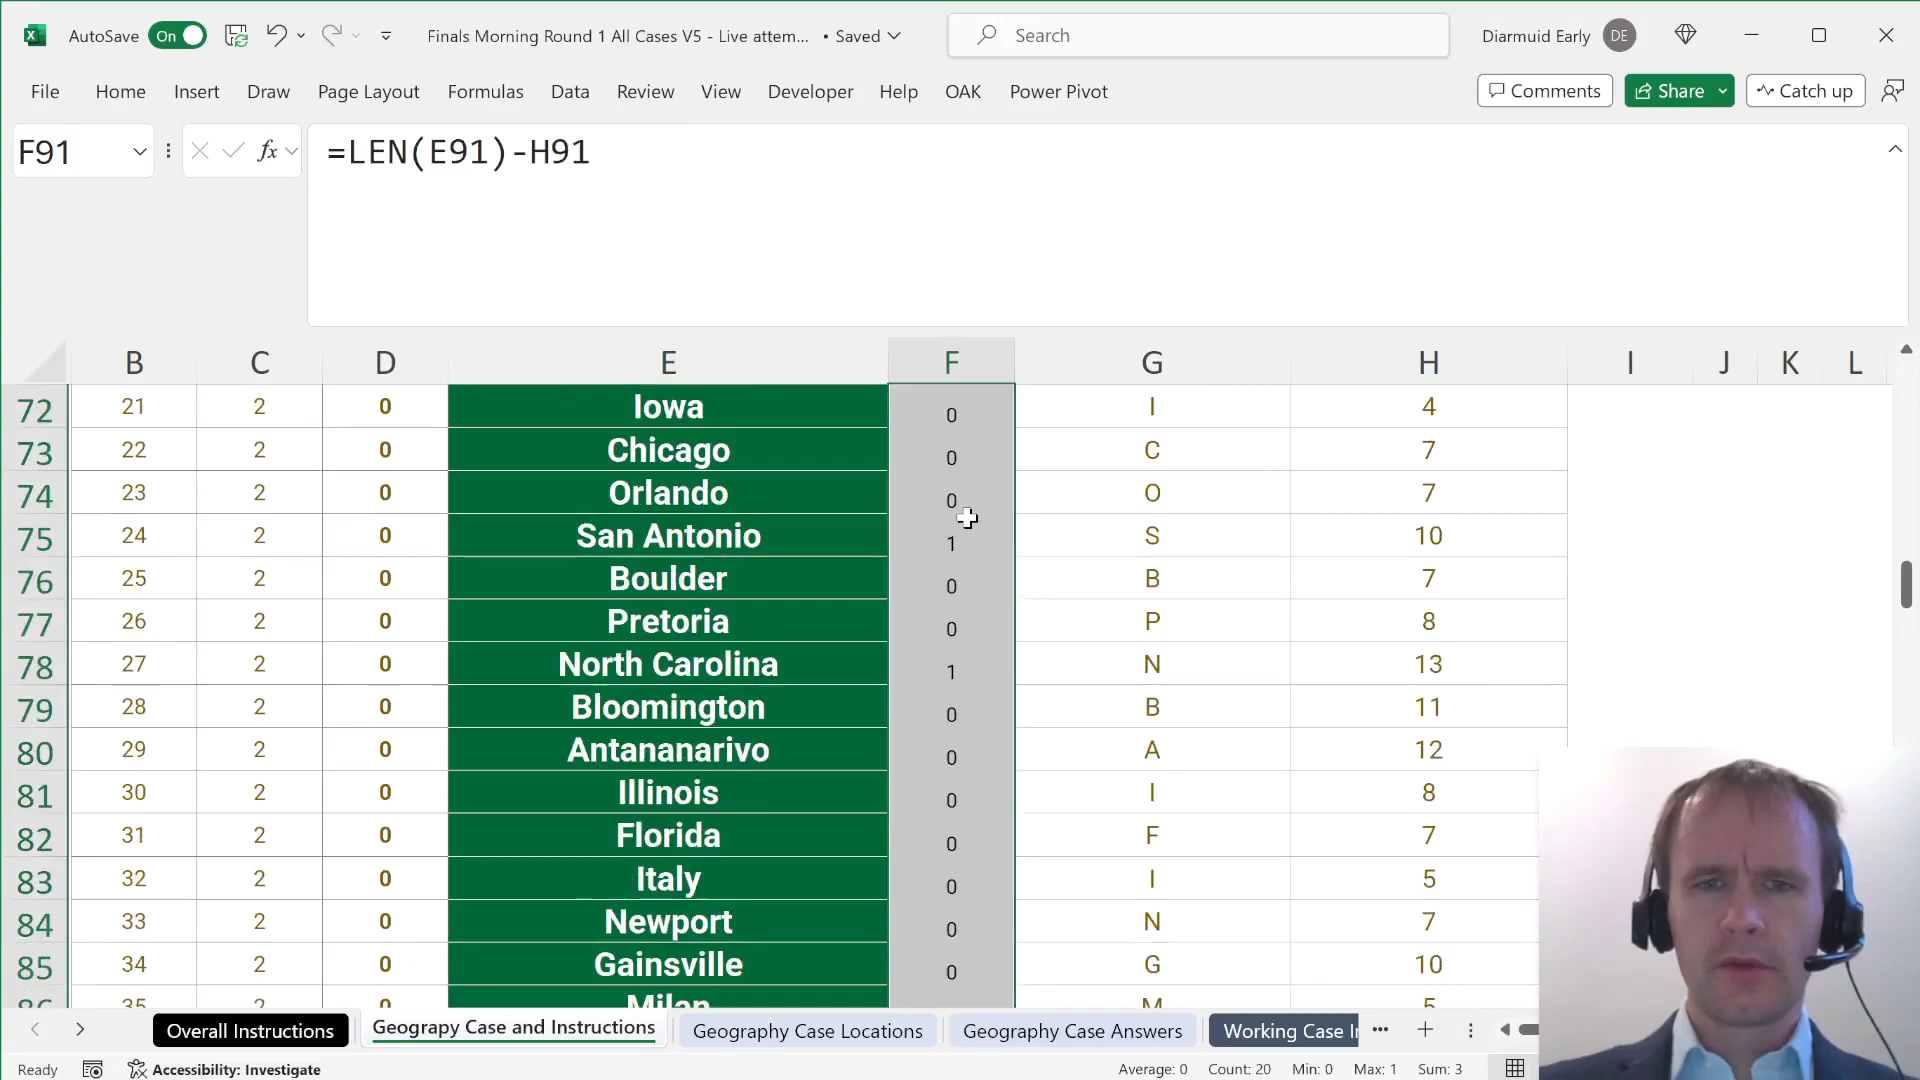 AutoSave On Finals Morning Round 1 All Cases V5 - Live attem... • Saved Search Diarmuid Early DE
File Home Insert Draw Page Layout Formulas Data Review View Developer Help OAK Power Pivot Comments Share Catch up
F91 fx =LEN(E91)-H91
B C D E F G H I J K L
72 21 2 0 Iowa 0 I 4
73 22 2 0 Chicago 0 C 7
74 23 2 0 Orlando 0 O 7
75 24 2 0 San Antonio 1 S 10
76 25 2 0 Boulder 0 B 7
77 26 2 0 Pretoria 0 P 8
78 27 2 0 North Carolina 1 N 13
79 28 2 0 Bloomington 0 B 11
80 29 2 0 Antananarivo 0 A 12
81 30 2 0 Illinois 0 I 8
82 31 2 0 Florida 0 F 7
83 32 2 0 Italy 0 I 5
84 33 2 0 Newport 0 N 7
85 34 2 0 Gainsville 0 G 10
86 35 2 0 Milan M 5
Overall Instructions Geograpy Case and Instructions Geography Case Locations Geography Case Answers Working Case I
Ready Accessibility: Investigate Average: 0 Count: 20 Min: 0 Max: 1 Sum: 3